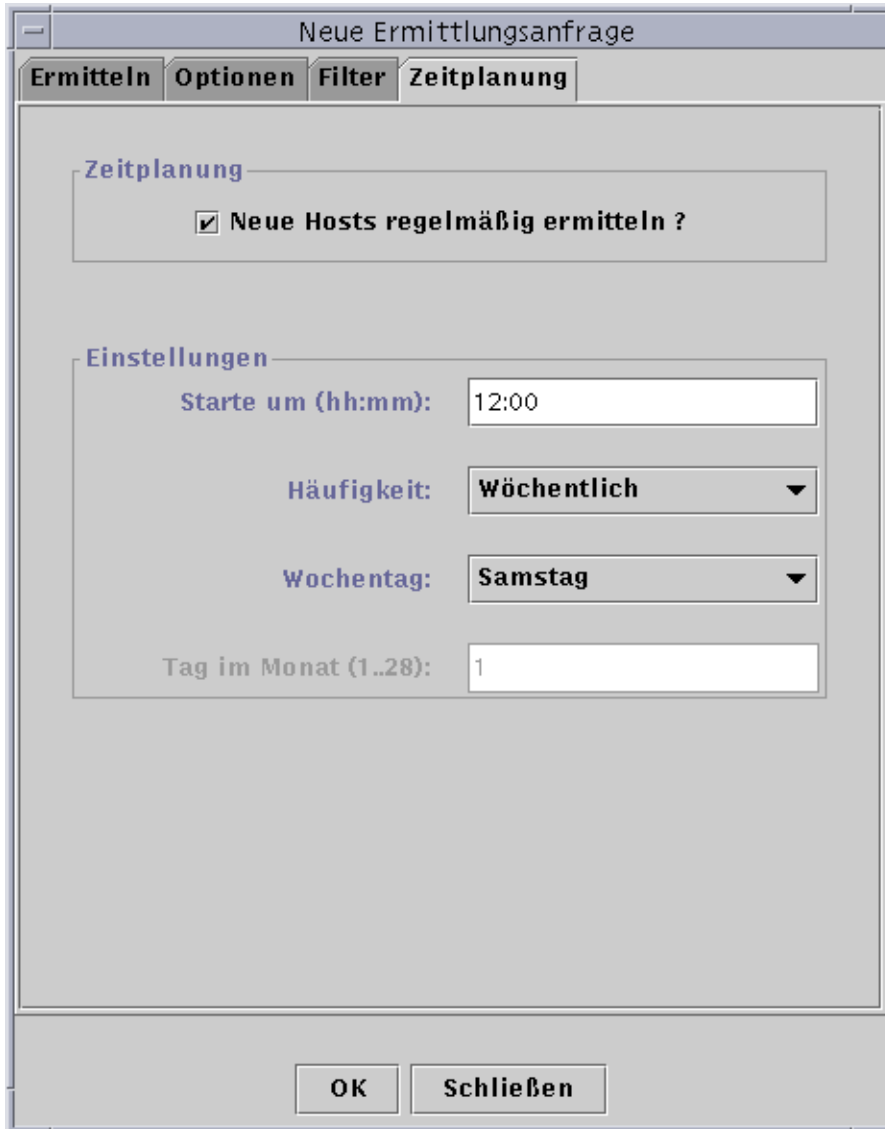 Neue Ermittlungsanfrage
Ermitteln Optionen Filter Zeitplanung
Zeitplanung
Neue Hosts regelmäßig ermitteln ?
Einstellungen
Starte um (hh:mm): 12:00
Häufigkeit: Wöchentlich
Wochentag: Samstag
Tag im Monat (1..28): 1
OK Schließen